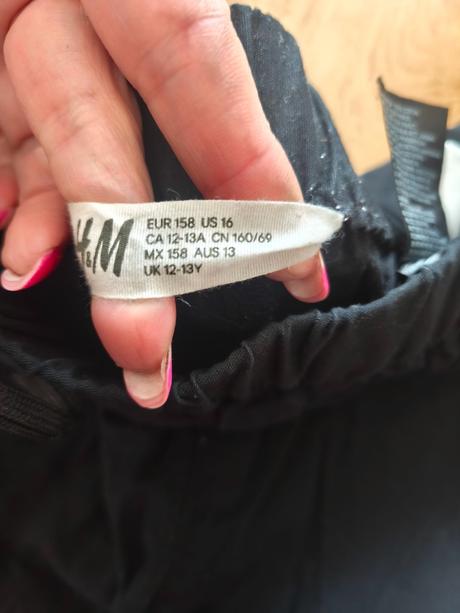 H&M
EUR 158 US 16
CA 12-13A CN 160/69
MX 158 AUS 13
UK 12-13Y